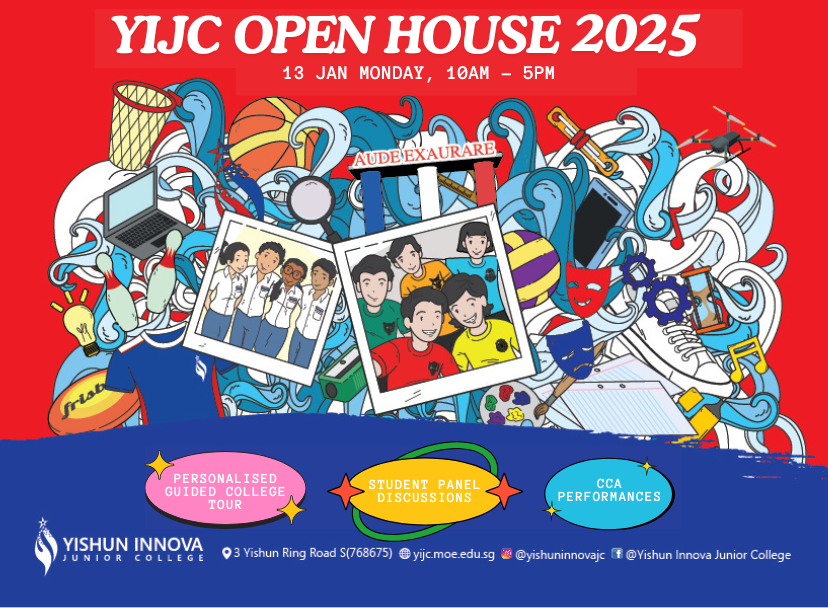 YIJC OPEN HOUSE 2025
13 JAN MONDAY, 10AM – 5PM
AUDE EXAURARE
frisb
PERSONALISED
GUIDED COLLEGE
TOUR
STUDENT PANEL
DISCUSSIONS
CCA
PERFORMANCES
YISHUN INNOVA
JUNIOR COLLEGE
3 Yishun Ring Road S(768675) yijc.moe.edu.sg @yishuninnovajc @Yishun Innova Junior College